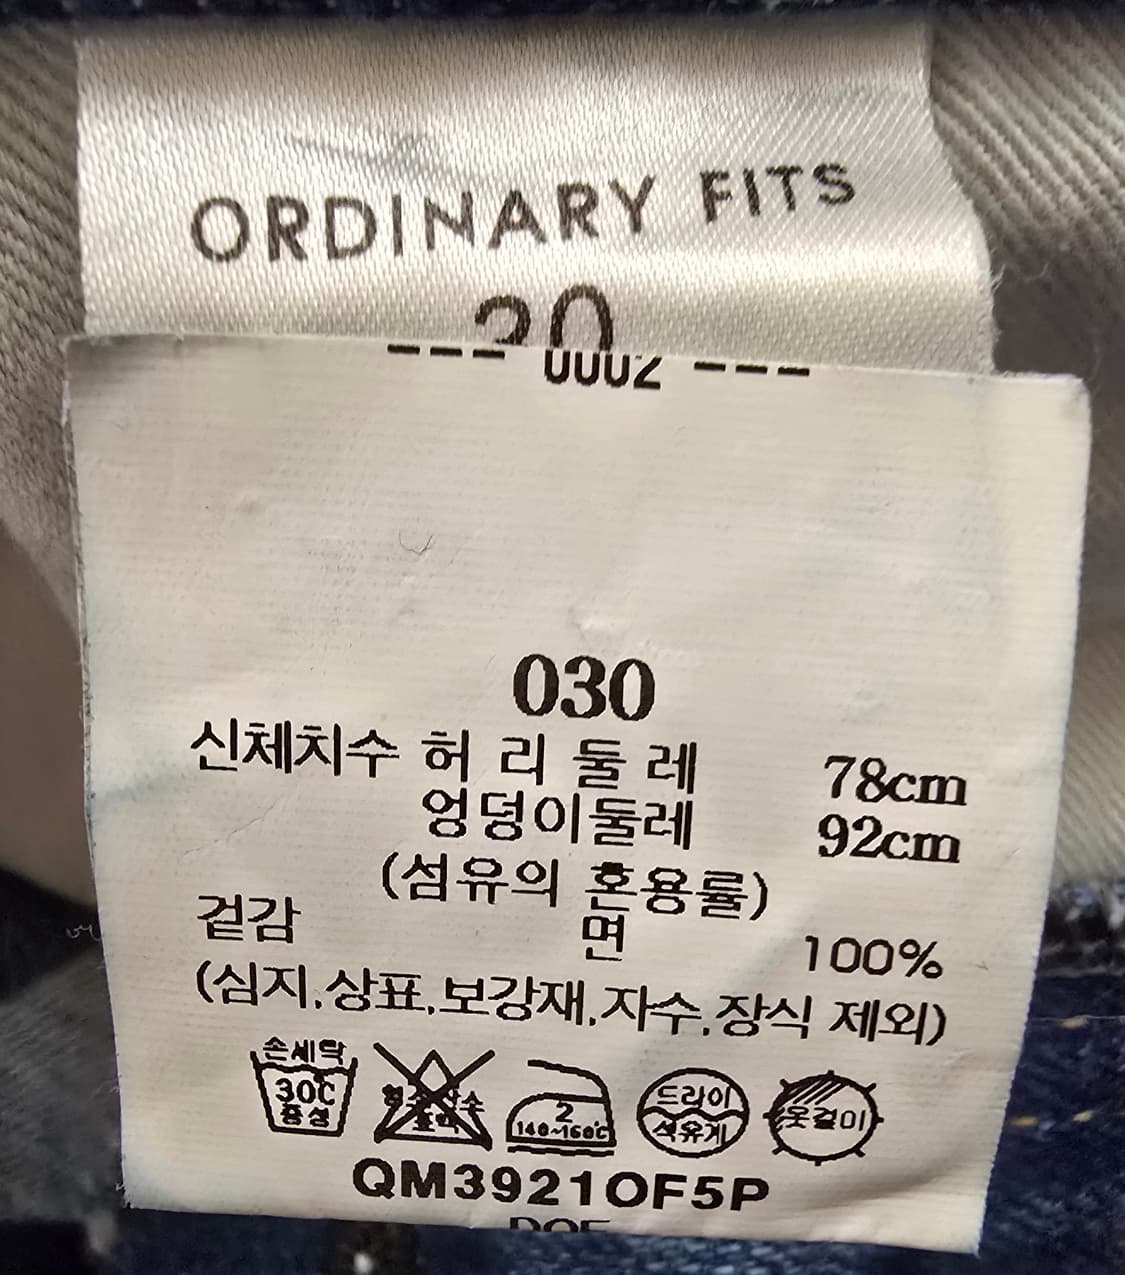 ORDINARY FITS
30
--- 0002 ---
030
신체치수 허 리 둘 레 78cm
엉덩이둘레 92cm
(섬유의 혼용률)
겉감 면 100%
(심지,상표,보강재,자수,장식 제외)
손세탁
30℃
중성
2
140~160℃
드라이
석유계
옷걸이
QM3921OF5P